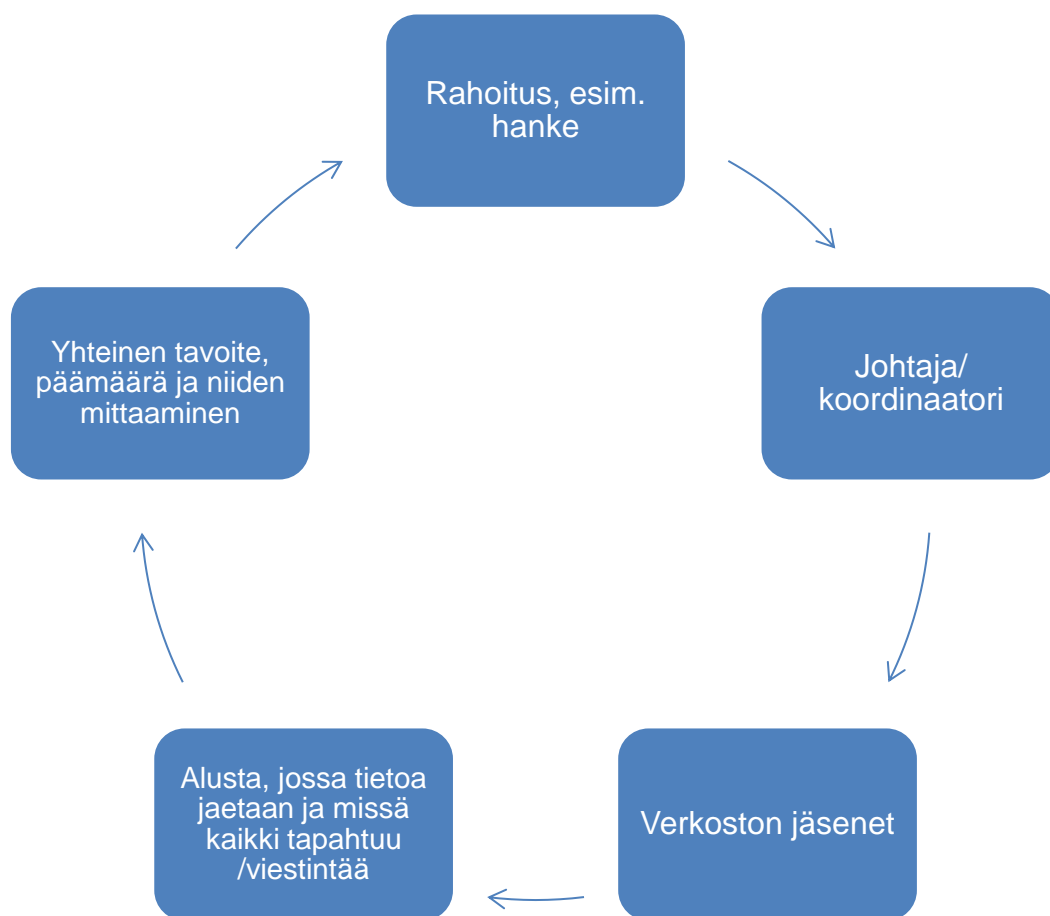 Rahoitus, esim.
hanke
Johtaja/
koordinaatori
Verkoston jäsenet
Alusta, jossa tietoa
jaetaan ja missä
kaikki tapahtuu
/viestintää
Yhteinen tavoite,
päämäärä ja niiden
mittaaminen